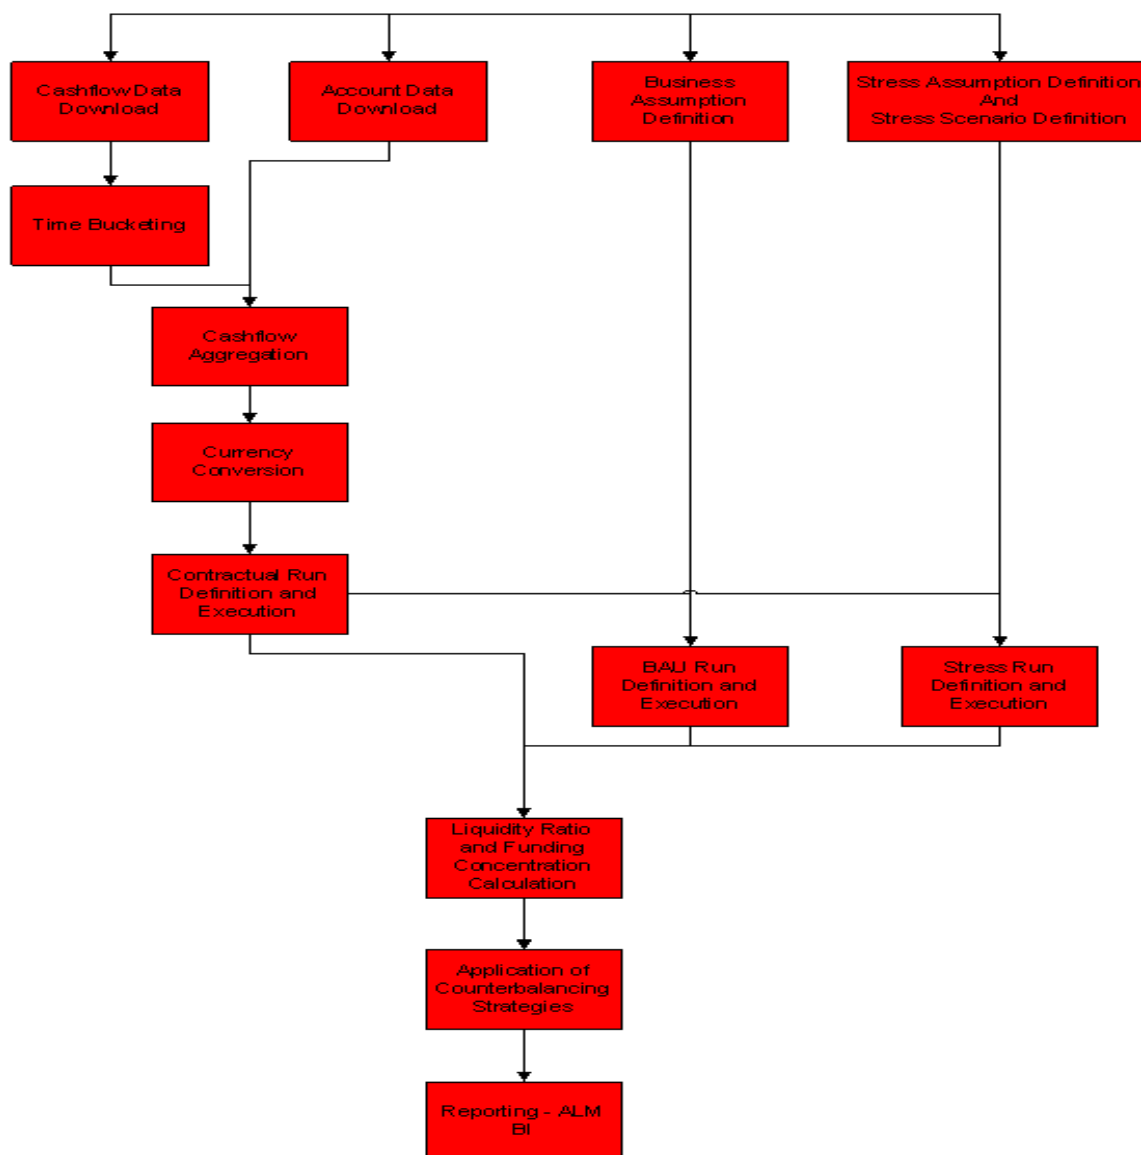 Cashflow Data
Download
Account Data
Download
Business
Assumption
Definition
Stress Assumption Definition
And
Stress Scenario Definition
Time Bucketing
Cashflow
Aggregation
Currency
Conversion
Contractual Run
Definition and
Execution
BAU Run
Definition and
Execution
Stress Run
Definition and
Execution
Liquidity Ratio
and Funding
Concentration
Calculation
Application of
Counterbalancing
Strategies
Reporting - ALM
BI